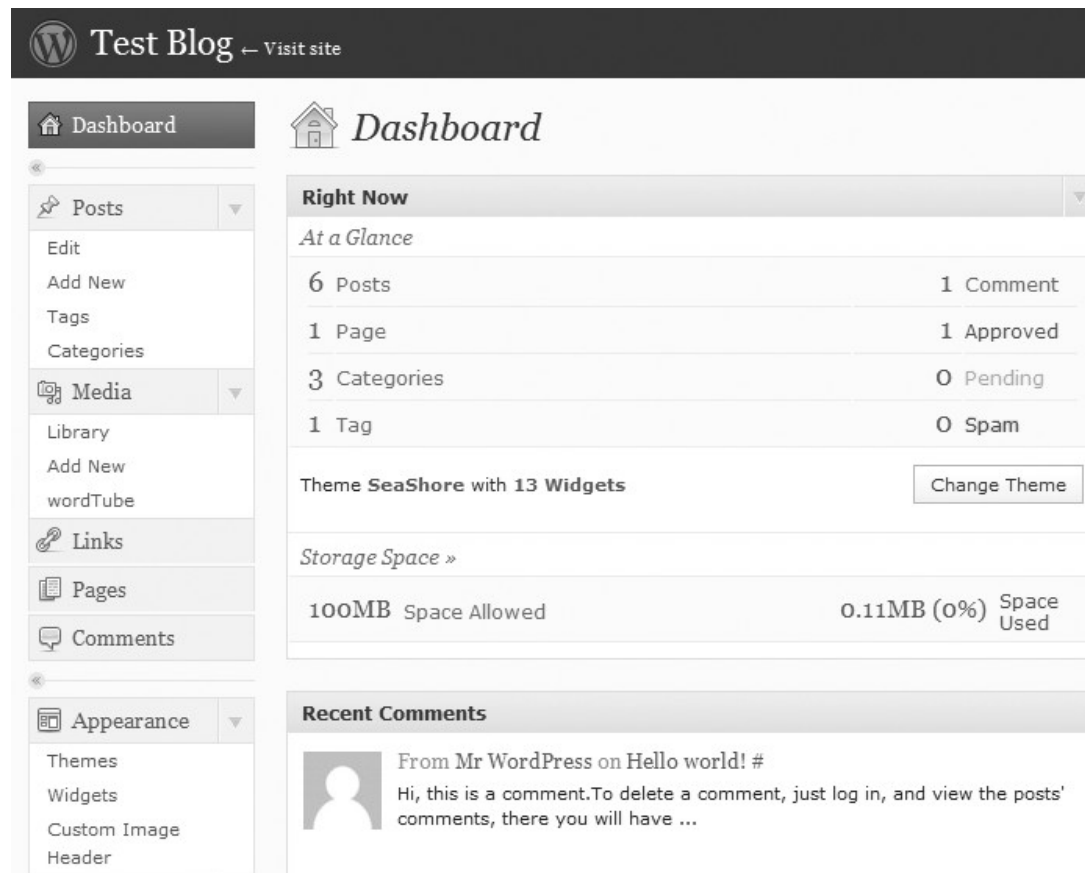 Test Blog ← Visit site
Dashboard
Posts
Edit
Add New
Tags
Categories
Media
Library
Add New
wordTube
Links
Pages
Comments
Appearance
Themes
Widgets
Custom Image
Header
Dashboard
Right Now
At a Glance
6 Posts 1 Comment
1 Page 1 Approved
3 Categories 0 Pending
1 Tag 0 Spam
Theme SeaShore with 13 Widgets Change Theme
Storage Space »
100MB Space Allowed 0.11MB (0%) Space
Used
Recent Comments
From Mr WordPress on Hello world! #
Hi, this is a comment.To delete a comment, just log in, and view the posts'
comments, there you will have ...